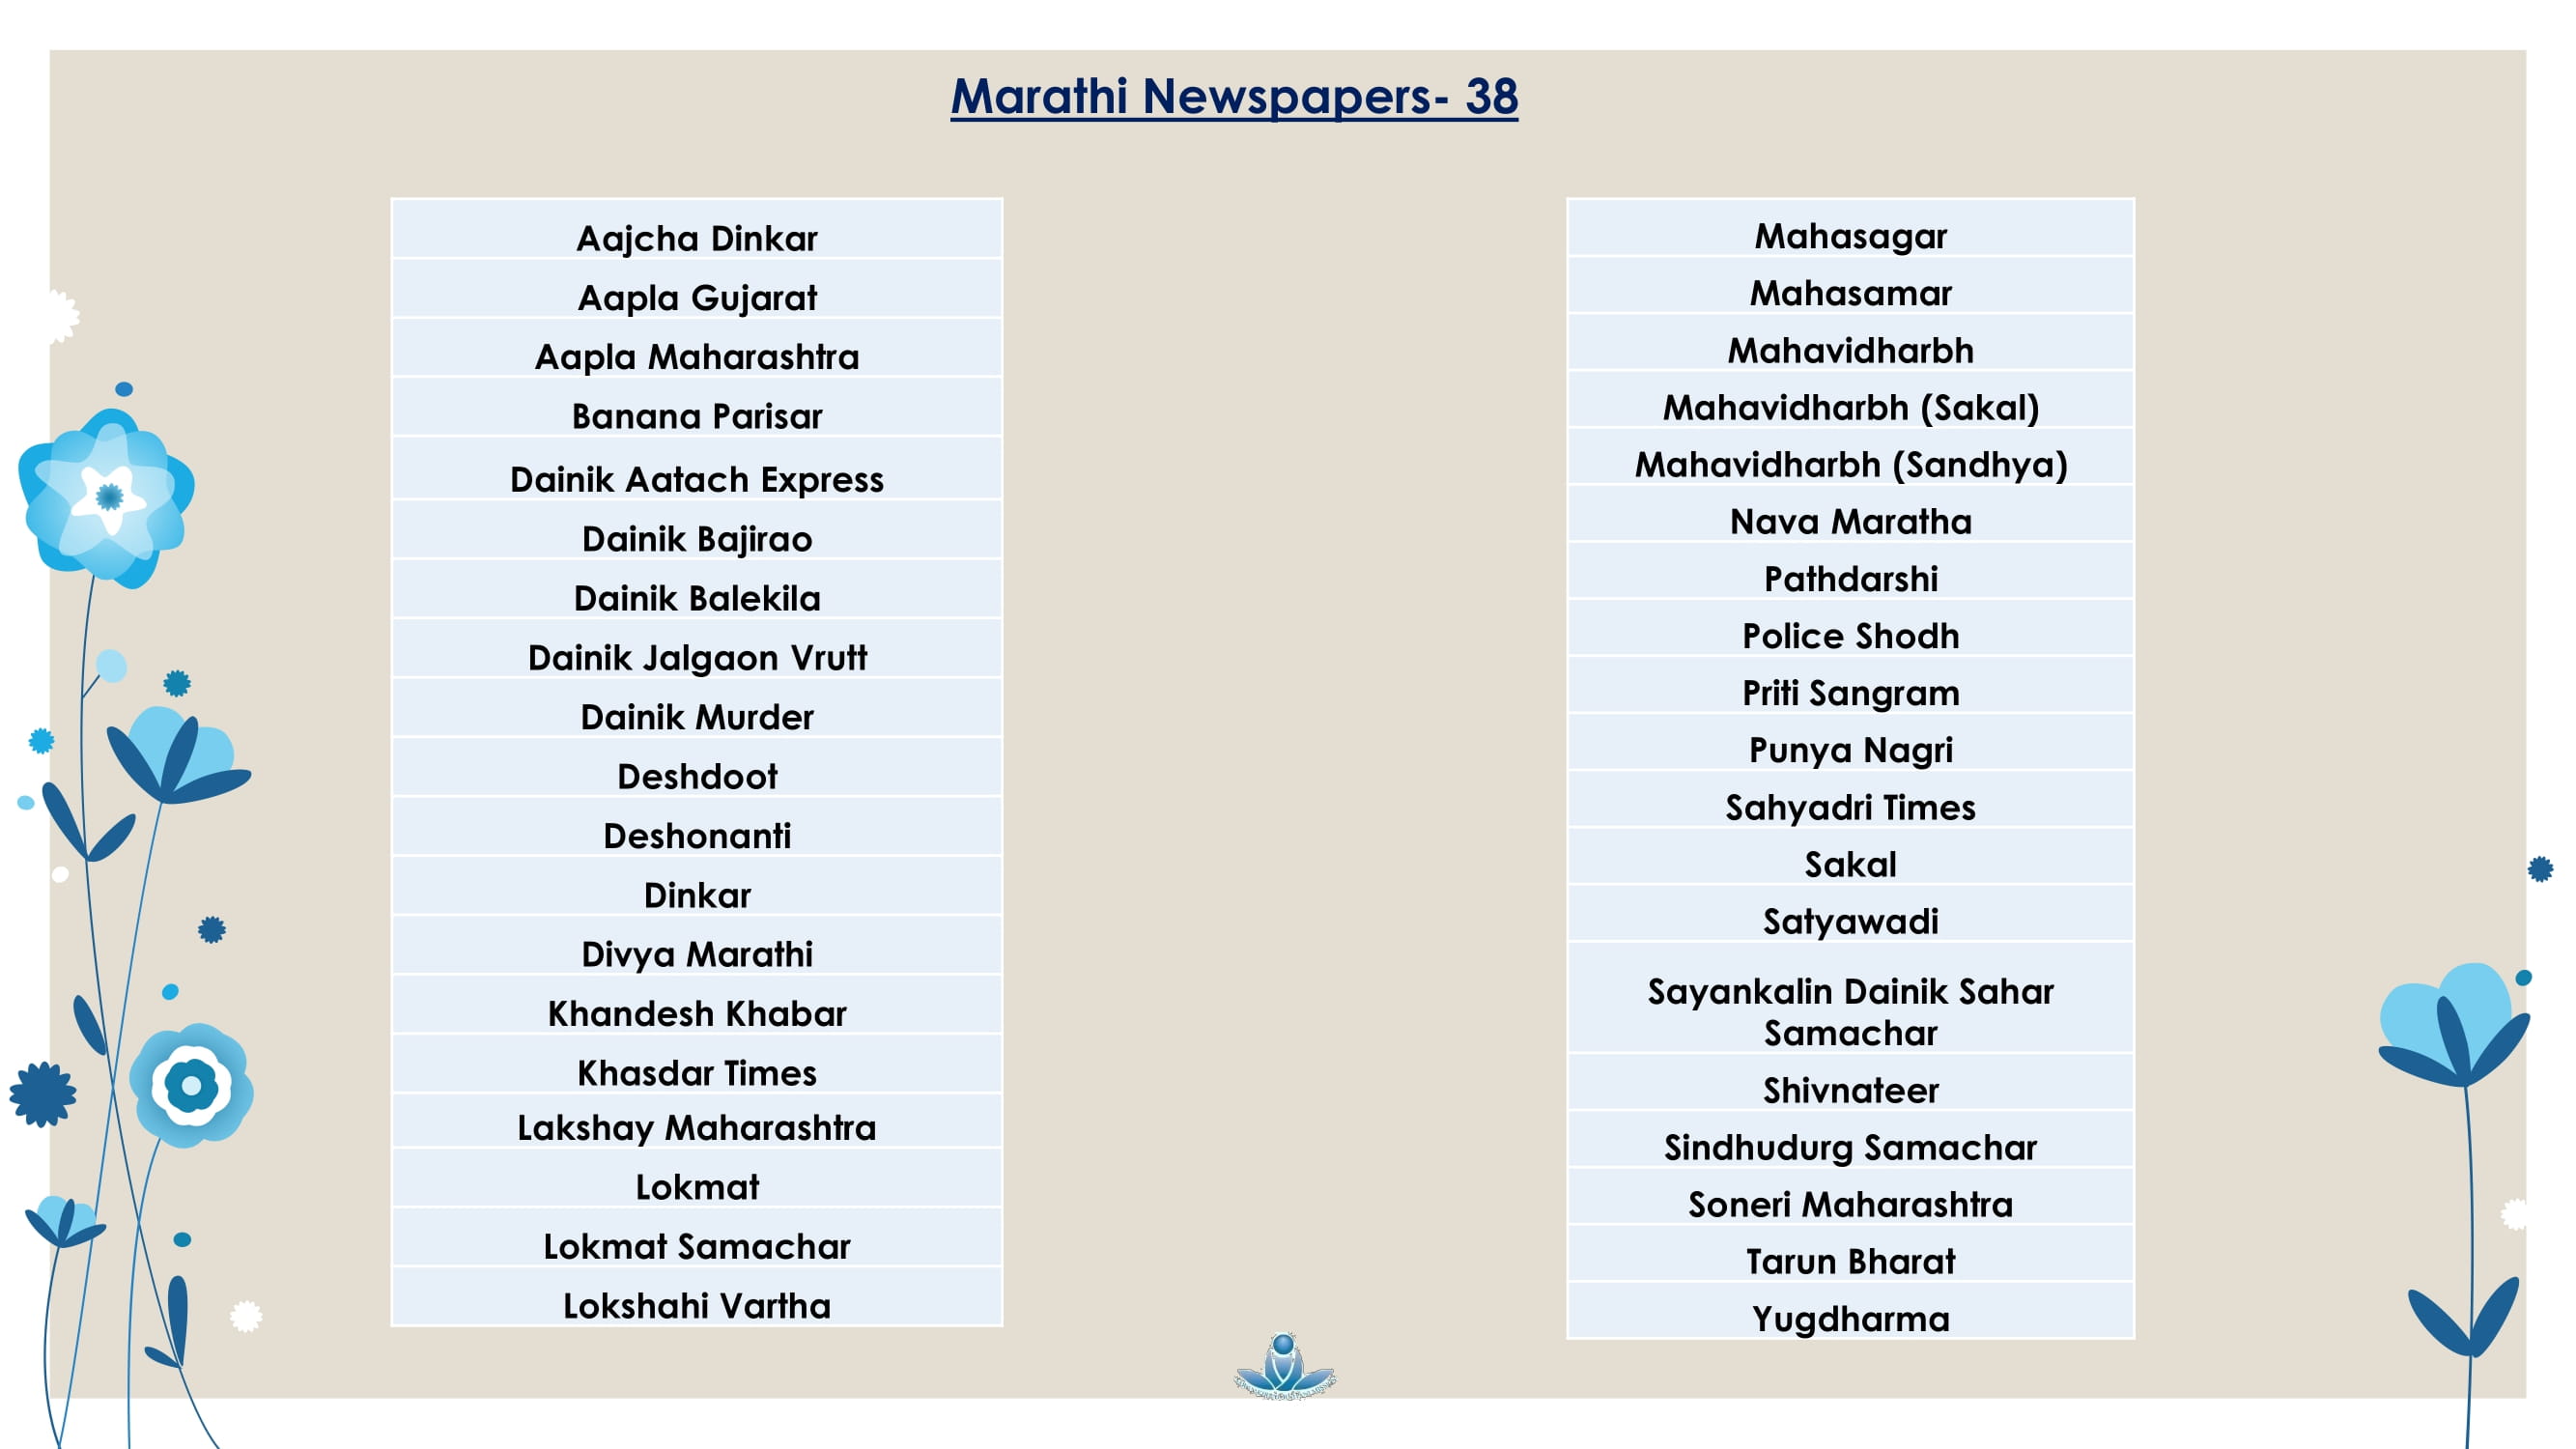 Marathi Newspapers- 38
Aajcha Dinkar
Aapla Gujarat
Aapla Maharashtra
Banana Parisar
Dainik Aatach Express
Dainik Bajirao
Dainik Balekila
Dainik Jalgaon Vrutt
Dainik Murder
Deshdoot
Deshonanti
Dinkar
Divya Marathi
Khandesh Khabar
Khasdar Times
Lakshay Maharashtra
Lokmat
Lokmat Samachar
Lokshahi Vartha
Mahasagar
Mahasamar
Mahavidharbh
Mahavidharbh (Sakal)
Mahavidharbh (Sandhya)
Nava Maratha
Pathdarshi
Police Shodh
Priti Sangram
Punya Nagri
Sahyadri Times
Sakal
Satyawadi
Sayankalin Dainik Sahar
Samachar
Shivnateer
Sindhudurg Samachar
Soneri Maharashtra
Tarun Bharat
Yugdharma